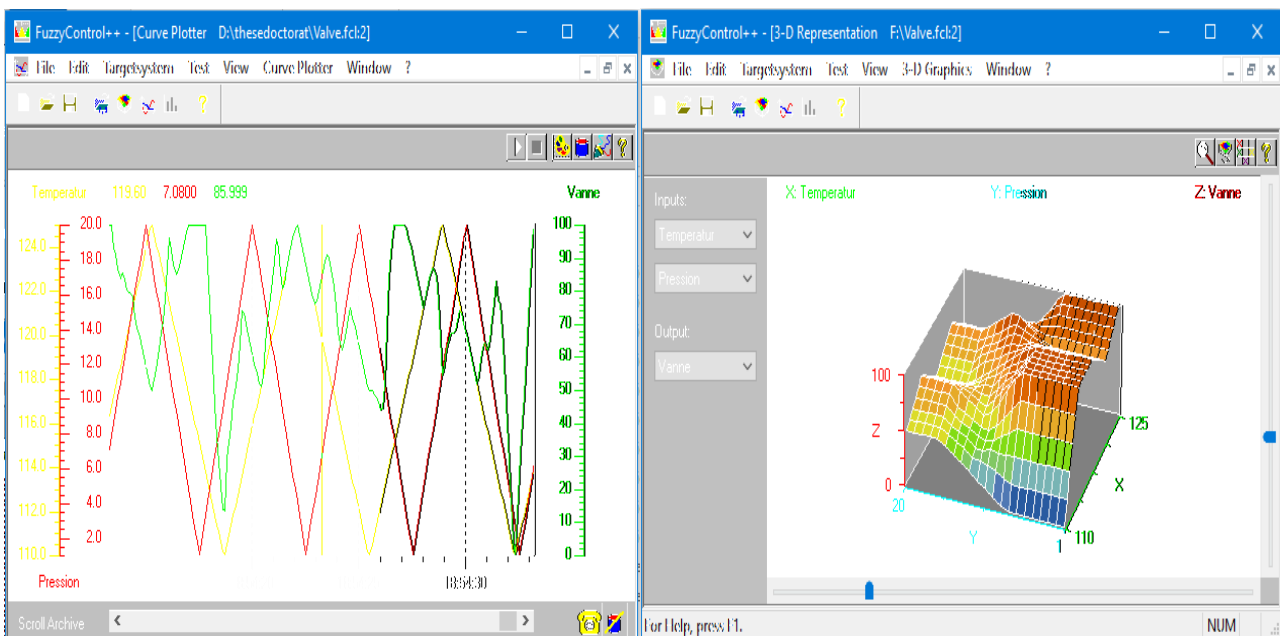 FuzzyControl++ - [Curve Plotter D:\thesedoctorat\Valve.fcl:2]
File Edit Targetsystem Test View Curve Plotter Window ?
Temperatur 119.60 7.0800 85.999 Vanne
124.0 20.0 100
122.0 18.0 90
120.0 16.0 80
118.0 14.0 70
116.0 12.0 60
114.0 10.0 50
112.0 8.0 40
110.0 6.0 30
4.0 20
2.0 10
0
Pression 18:54:30
Scroll Archive
FuzzyControl++ - [3-D Representation F:\Valve.fcl:2]
File Edit Targetsystem Test View 3-D Graphics Window ?
Inputs:
Temperatur
Pression
Output:
Vanne
X: Temperatur Y: Pression Z: Vanne
100
Z
0
20
Y
1
110
X
125
For Help, press F1.
NUM